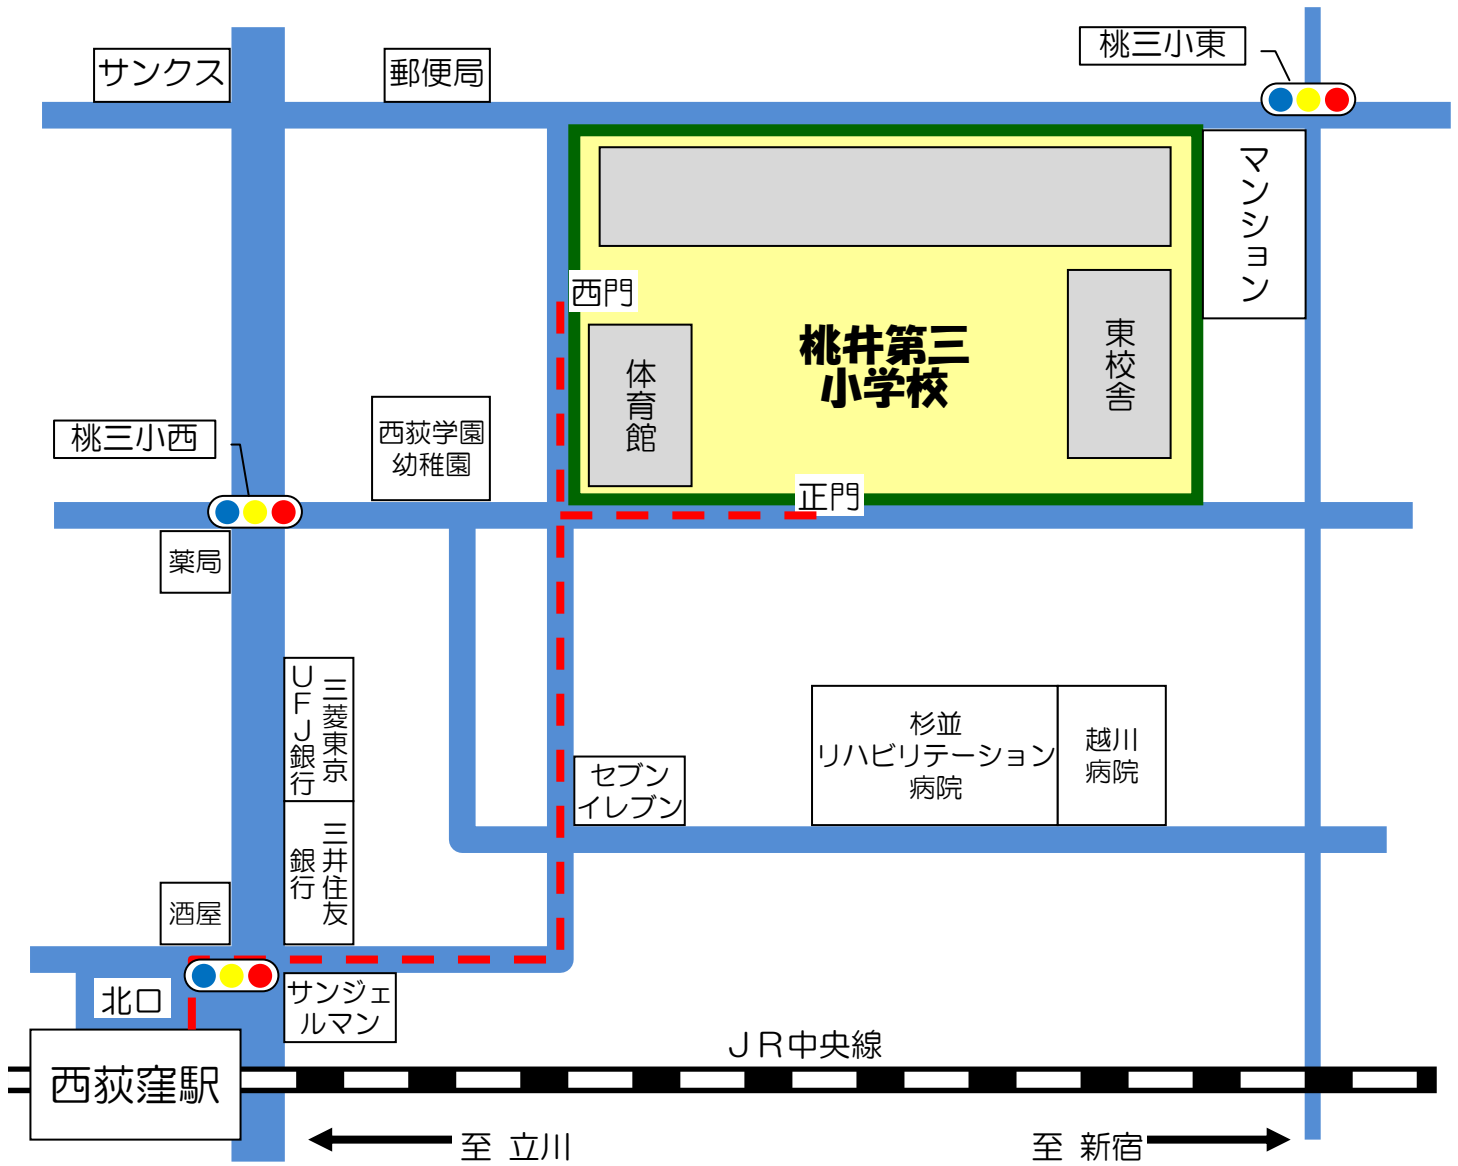 サンクス
郵便局
桃三小東
マンション
西門
桃井第三
小学校
体育館
東校舎
桃三小西
西荻学園
幼稚園
正門
薬局
三菱東京
UFJ銀行
杉並
リハビリテーション
病院
越川
病院
セブン
イレブン
三井住友
銀行
酒屋
北口
サンジェ
ルマン
JR中央線
西荻窪駅
至 立川
至 新宿